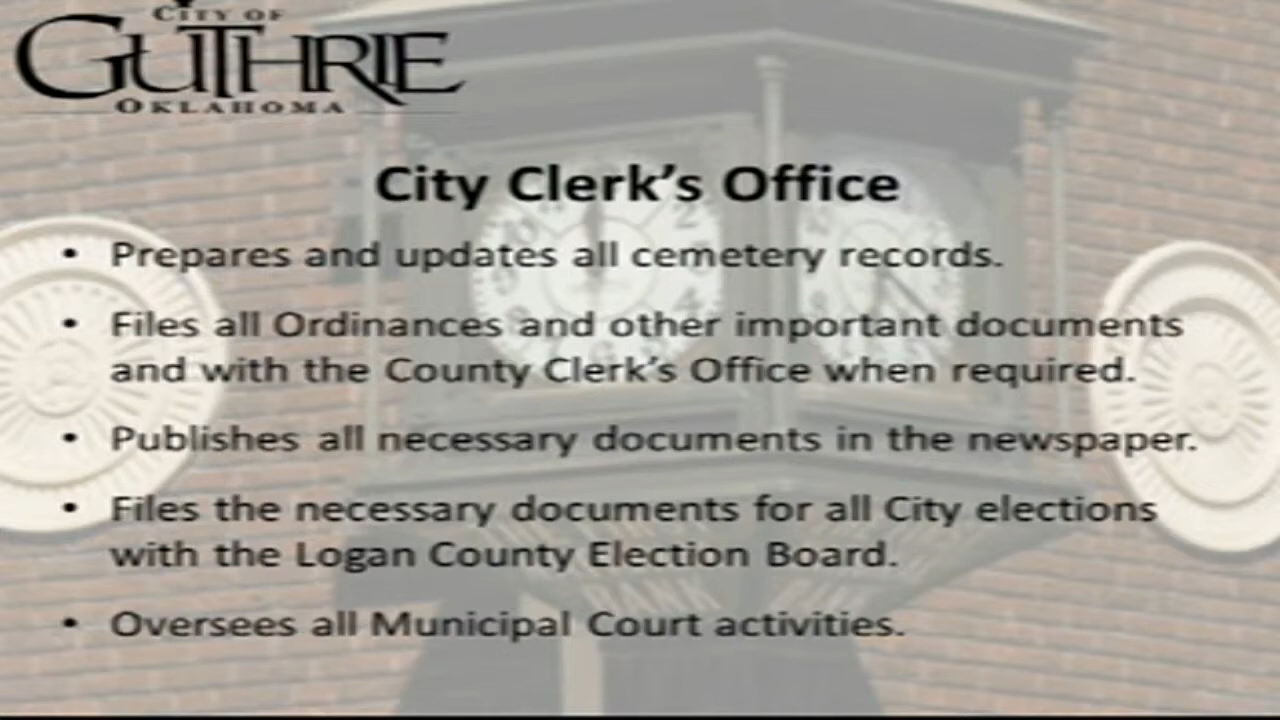 CITY OF
GUTHRIE
OKLAHOMA
City Clerk's Office
• Prepares and updates all cemetery records.
• Files all Ordinances and other important documents
and with the County Clerk's Office when required.
• Publishes all necessary documents in the newspaper.
• Files the necessary documents for all City elections
with the Logan County Election Board.
BANK
• Oversees all Municipal Court activities.